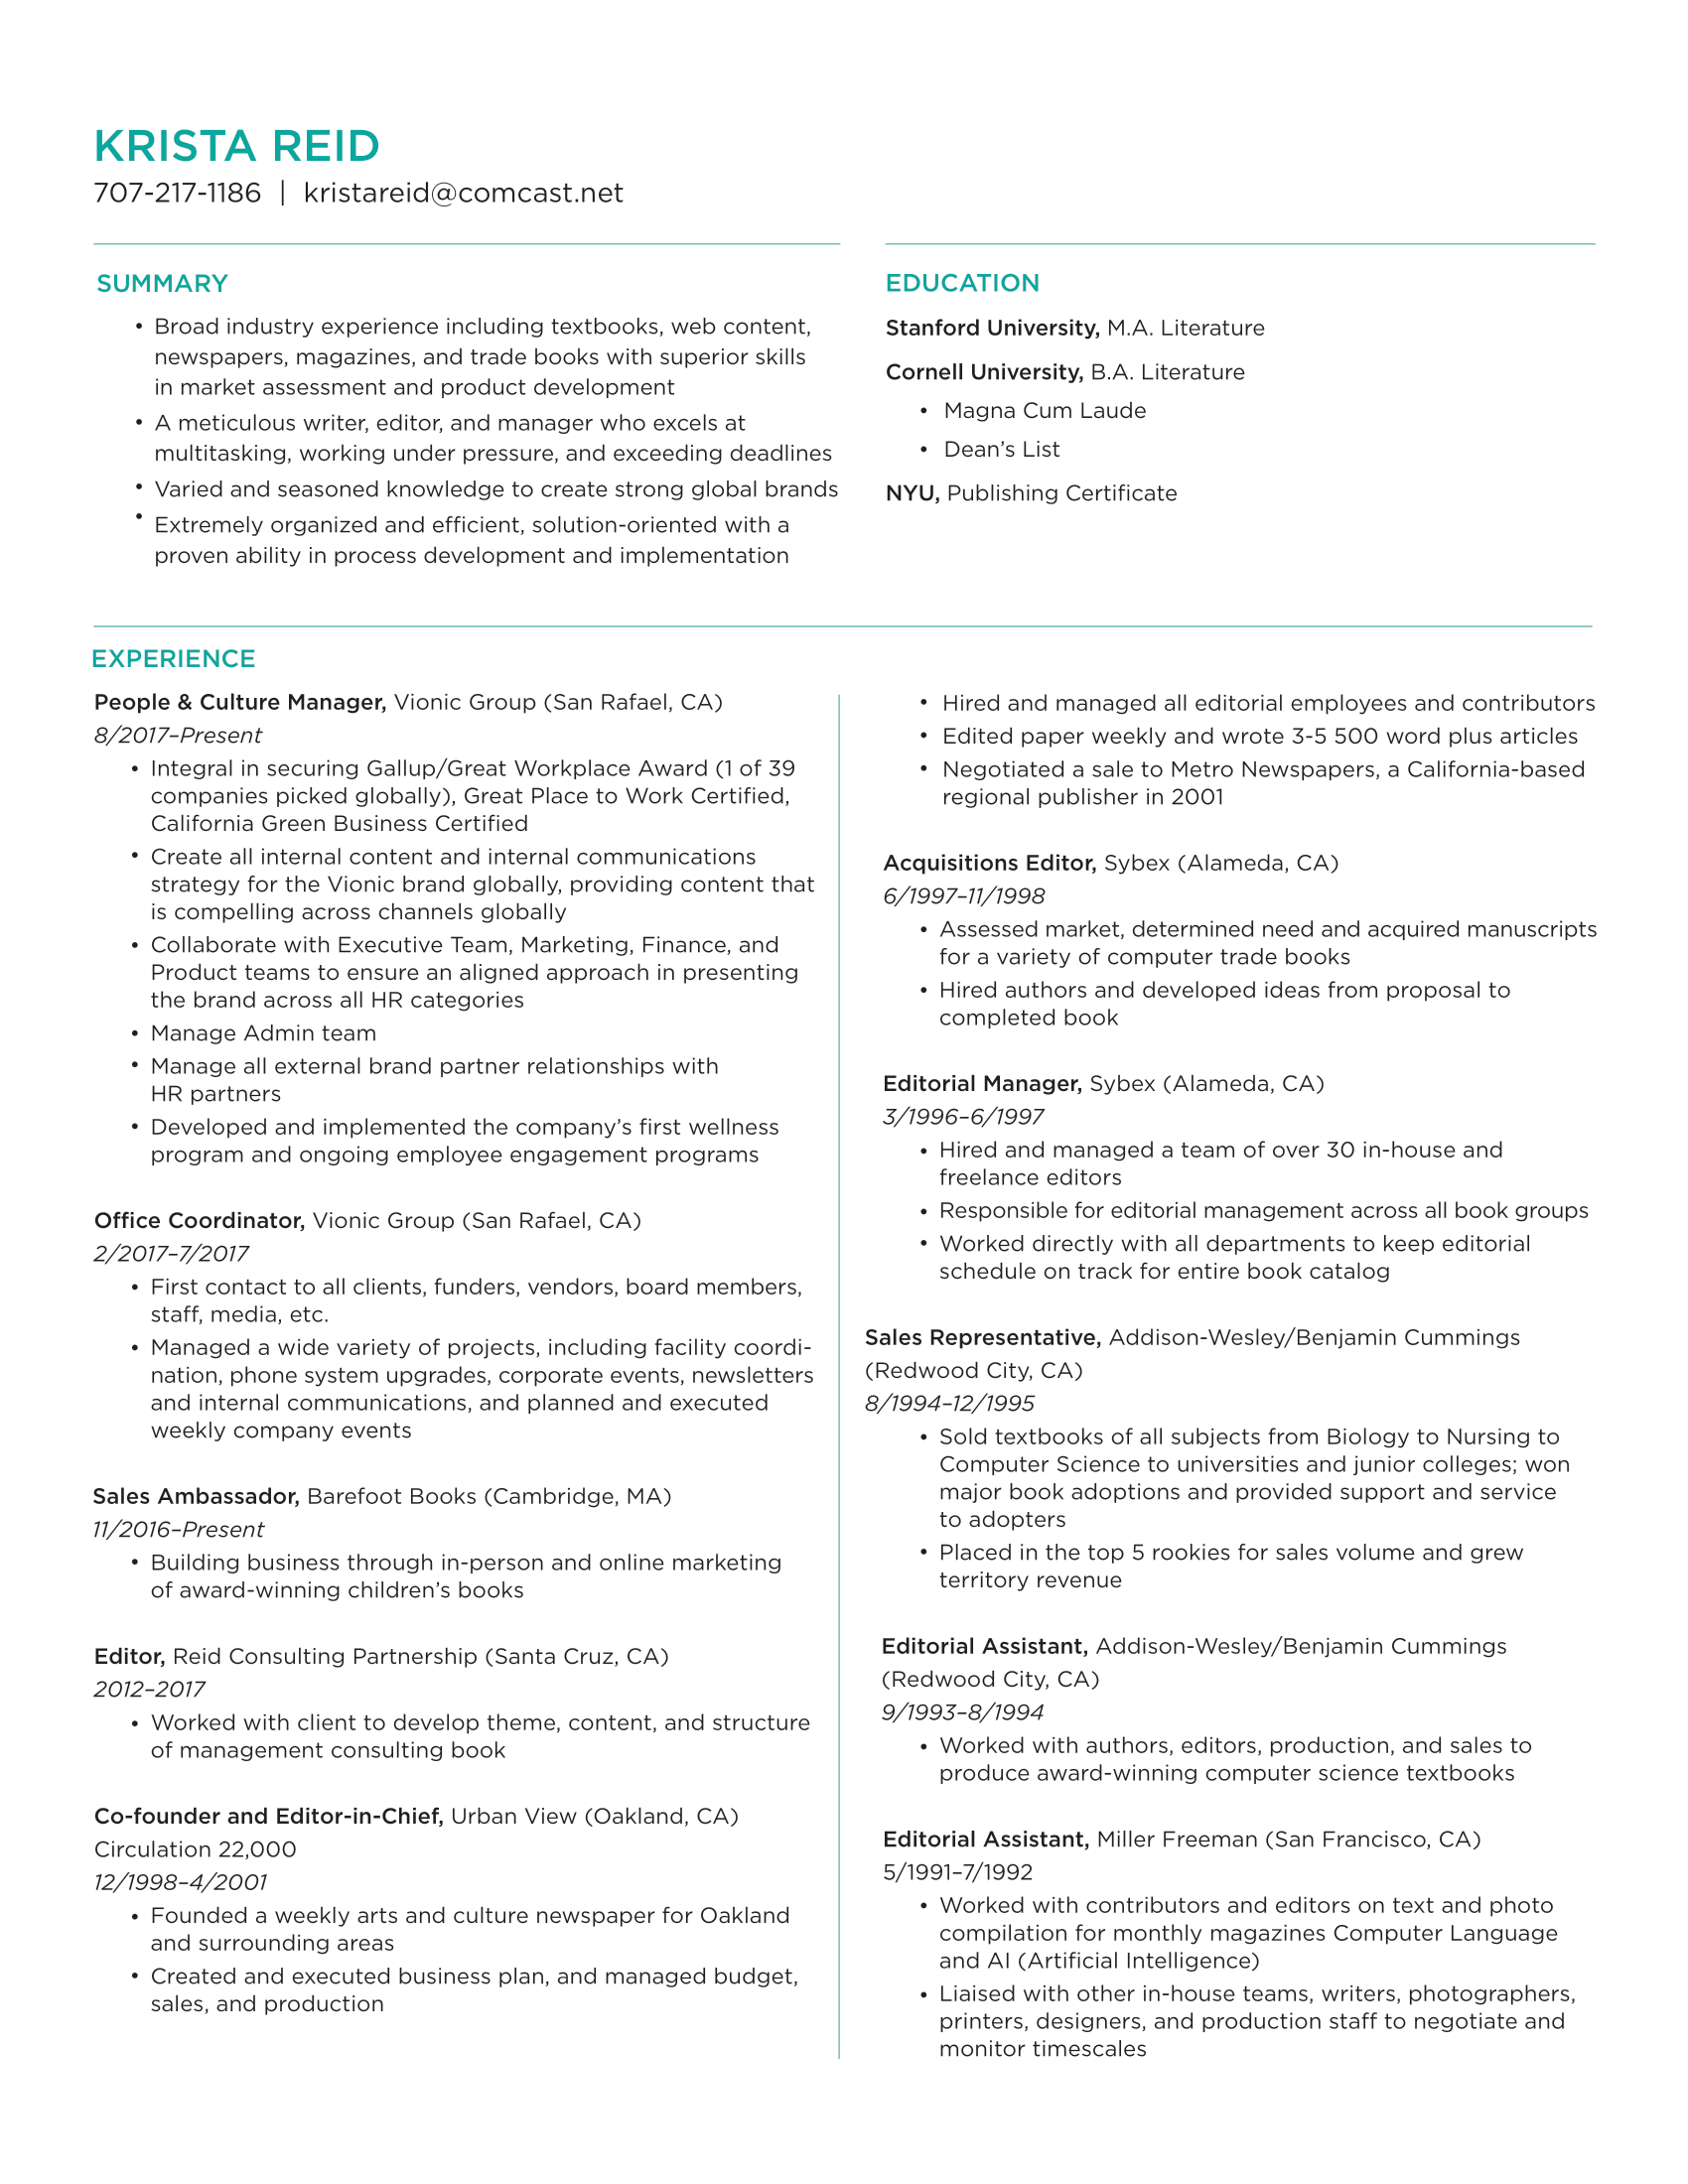 KRISTA REID
707-217-1186 | kristareid@comcast.net
SUMMARY
• Broad industry experience including textbooks, web content,
newspapers, magazines, and trade books with superior skills
in market assessment and product development
• A meticulous writer, editor, and manager who excels at
multitasking, working under pressure, and exceeding deadlines
• Varied and seasoned knowledge to create strong global brands
• Extremely organized and efficient, solution-oriented with a
proven ability in process development and implementation
EDUCATION
Stanford University, M.A. Literature
Cornell University, B.A. Literature
• Magna Cum Laude
• Dean’s List
NYU, Publishing Certificate
EXPERIENCE
People & Culture Manager, Vionic Group (San Rafael, CA)
8/2017–Present
• Integral in securing Gallup/Great Workplace Award (1 of 39
companies picked globally), Great Place to Work Certified,
California Green Business Certified
• Create all internal content and internal communications
strategy for the Vionic brand globally, providing content that
is compelling across channels globally
• Collaborate with Executive Team, Marketing, Finance, and
Product teams to ensure an aligned approach in presenting
the brand across all HR categories
• Manage Admin team
• Manage all external brand partner relationships with
HR partners
• Developed and implemented the company’s first wellness
program and ongoing employee engagement programs
Office Coordinator, Vionic Group (San Rafael, CA)
2/2017–7/2017
• First contact to all clients, funders, vendors, board members,
staff, media, etc.
• Managed a wide variety of projects, including facility coordi-
nation, phone system upgrades, corporate events, newsletters
and internal communications, and planned and executed
weekly company events
Sales Ambassador, Barefoot Books (Cambridge, MA)
11/2016–Present
• Building business through in-person and online marketing
of award-winning children’s books
Editor, Reid Consulting Partnership (Santa Cruz, CA)
2012–2017
• Worked with client to develop theme, content, and structure
of management consulting book
Co-founder and Editor-in-Chief, Urban View (Oakland, CA)
Circulation 22,000
12/1998–4/2001
• Founded a weekly arts and culture newspaper for Oakland
and surrounding areas
• Created and executed business plan, and managed budget,
sales, and production
• Hired and managed all editorial employees and contributors
• Edited paper weekly and wrote 3-5 500 word plus articles
• Negotiated a sale to Metro Newspapers, a California-based
regional publisher in 2001
Acquisitions Editor, Sybex (Alameda, CA)
6/1997–11/1998
• Assessed market, determined need and acquired manuscripts
for a variety of computer trade books
• Hired authors and developed ideas from proposal to
completed book
Editorial Manager, Sybex (Alameda, CA)
3/1996–6/1997
• Hired and managed a team of over 30 in-house and
freelance editors
• Responsible for editorial management across all book groups
• Worked directly with all departments to keep editorial
schedule on track for entire book catalog
Sales Representative, Addison-Wesley/Benjamin Cummings
(Redwood City, CA)
8/1994–12/1995
• Sold textbooks of all subjects from Biology to Nursing to
Computer Science to universities and junior colleges; won
major book adoptions and provided support and service
to adopters
• Placed in the top 5 rookies for sales volume and grew
territory revenue
Editorial Assistant, Addison-Wesley/Benjamin Cummings
(Redwood City, CA)
9/1993–8/1994
• Worked with authors, editors, production, and sales to
produce award-winning computer science textbooks
Editorial Assistant, Miller Freeman (San Francisco, CA)
5/1991–7/1992
• Worked with contributors and editors on text and photo
compilation for monthly magazines Computer Language
and AI (Artificial Intelligence)
• Liaised with other in-house teams, writers, photographers,
printers, designers, and production staff to negotiate and
monitor timescales